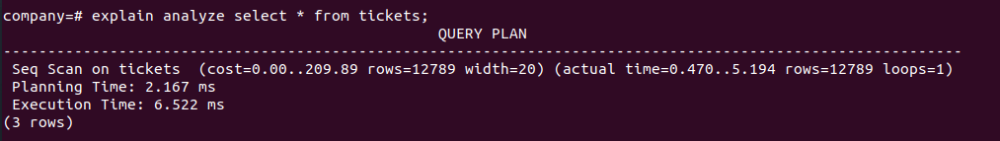 company=# explain analyze select * from tickets;
QUERY PLAN
------------------------------------------------------------------------------------------------------------
Seq Scan on tickets  (cost=0.00..209.89 rows=12789 width=20) (actual time=0.470..5.194 rows=12789 loops=1)
Planning Time: 2.167 ms
Execution Time: 6.522 ms
(3 rows)